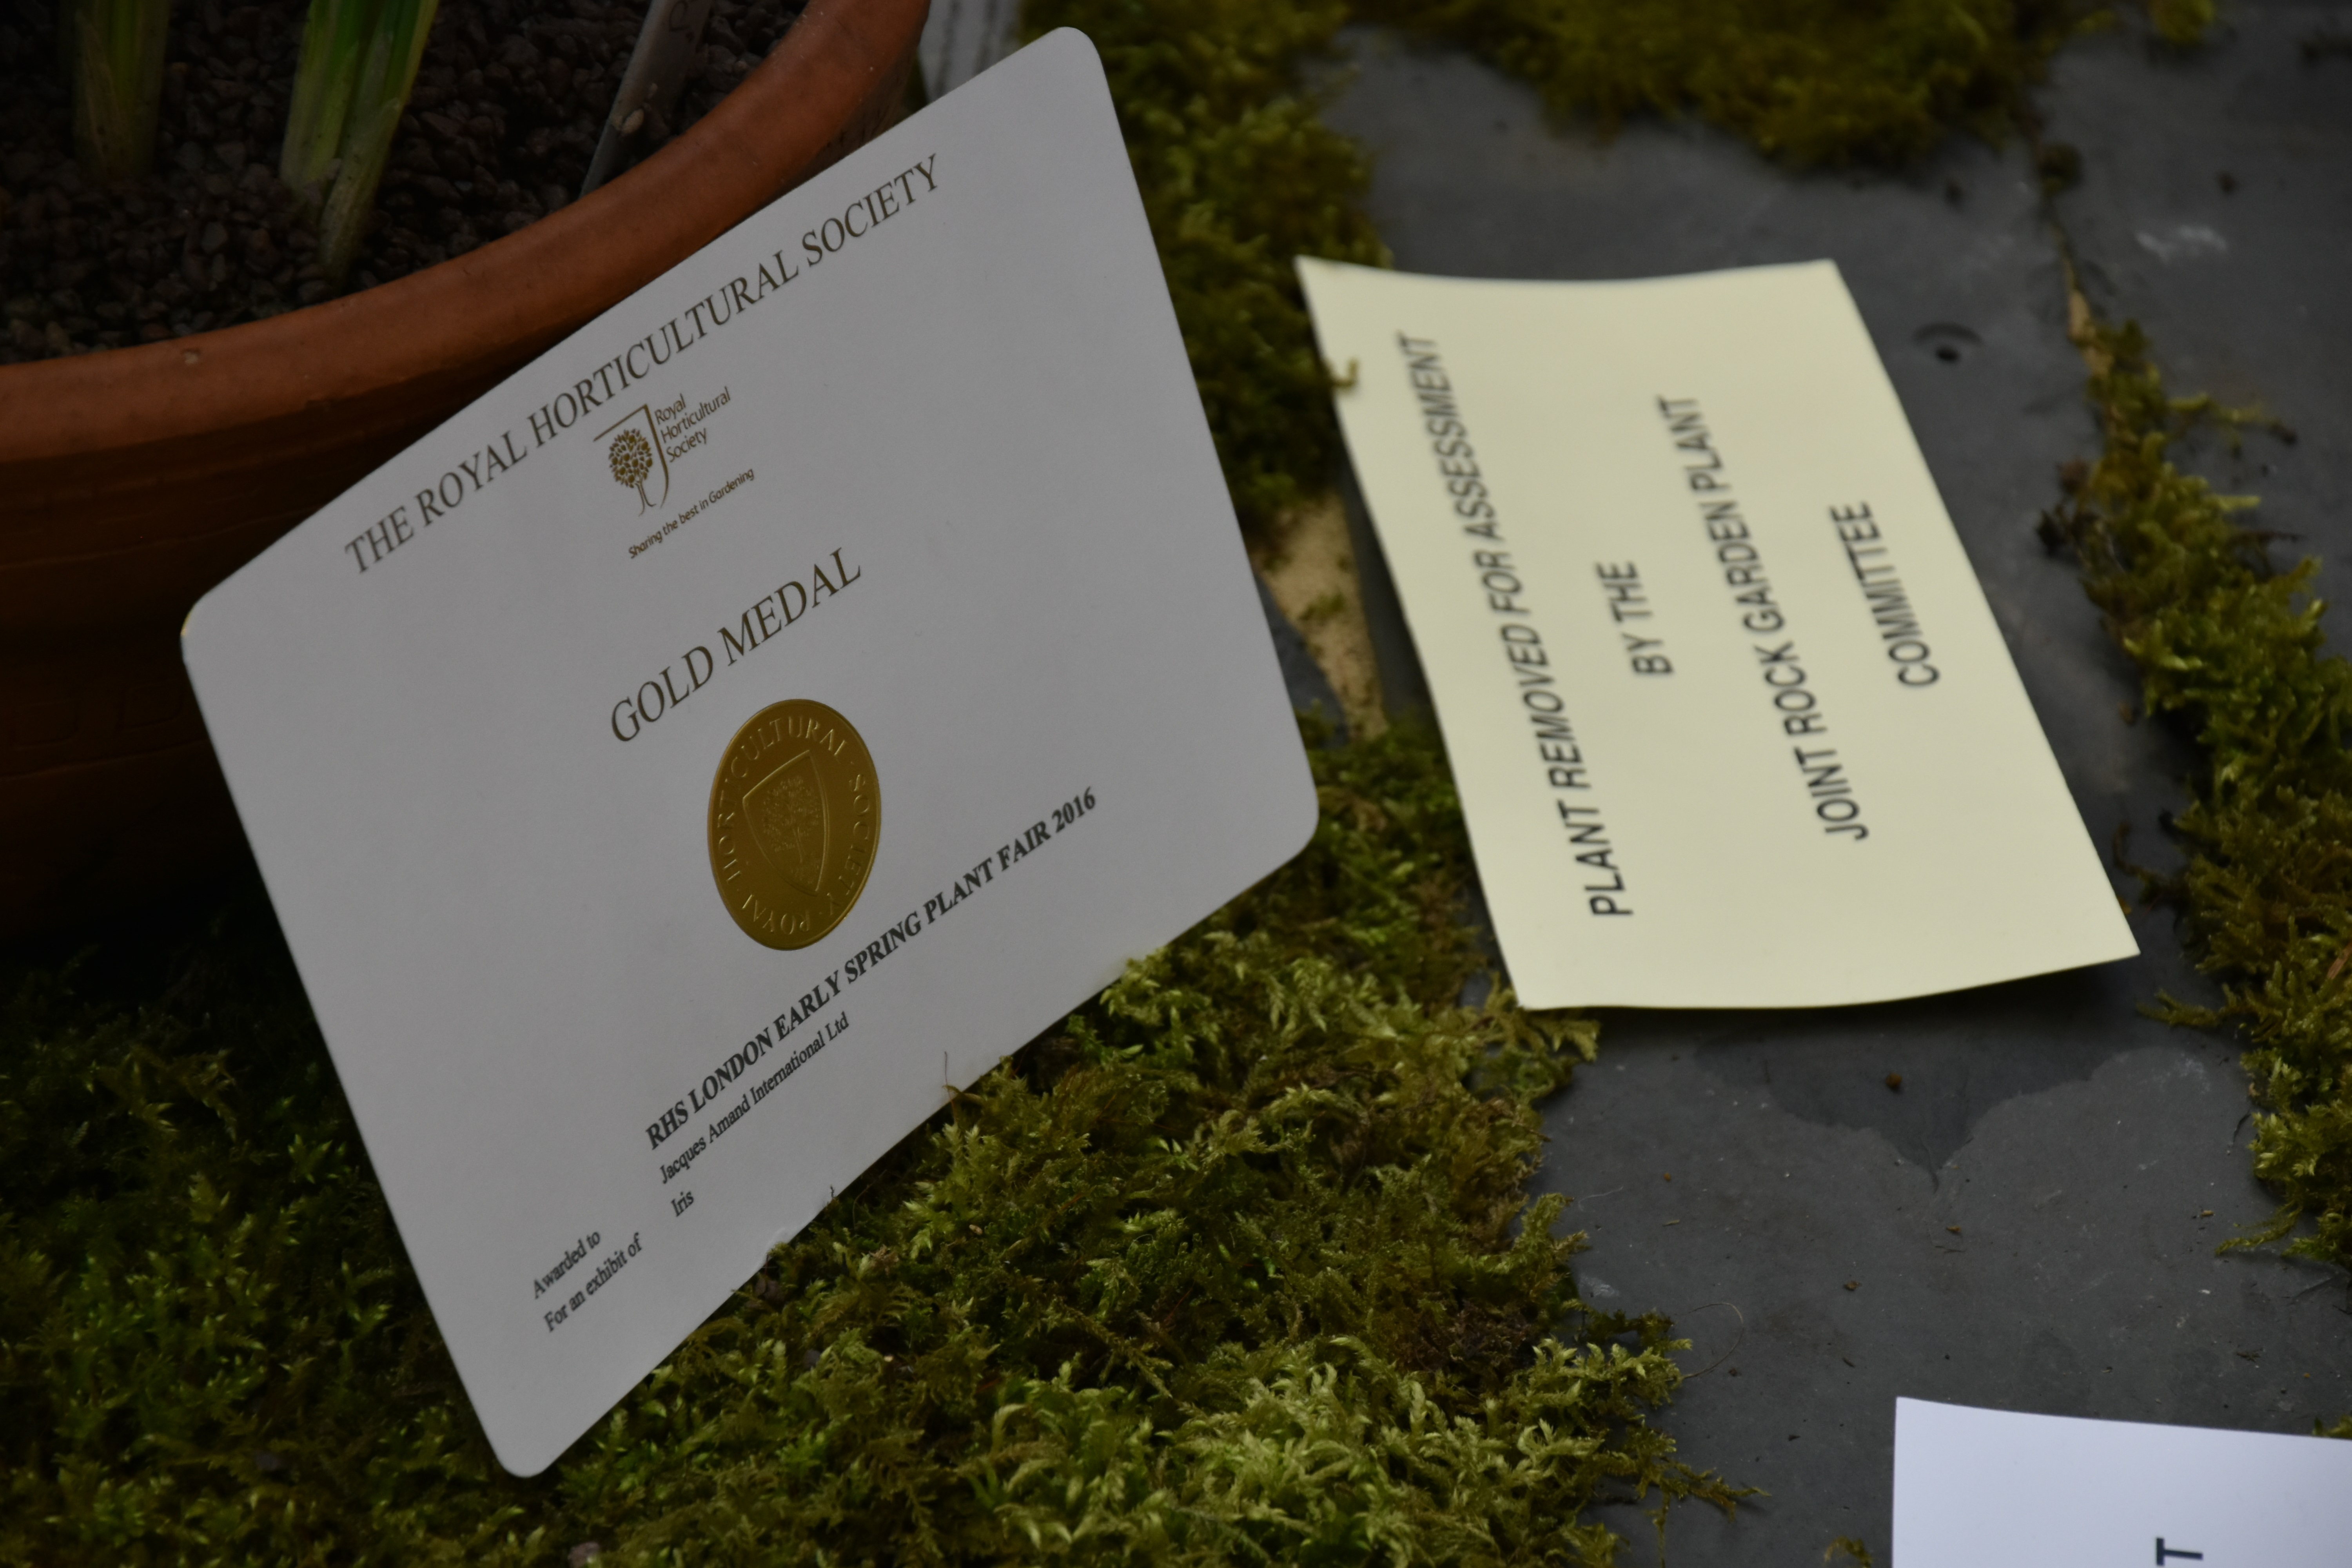 THE ROYAL HORTICULTURAL SOCIETY
Royal
Horticultural
Society
Sharing the best in Gardening
GOLD MEDAL
ROYAL HORTICULTURAL SOCIETY
RHS LONDON EARLY SPRING PLANT FAIR 2016
Awarded to Jacques Amand International Ltd
For an exhibit of Iris
PLANT REMOVED FOR ASSESSMENT
BY THE
JOINT ROCK GARDEN PLANT
COMMITTEE
T